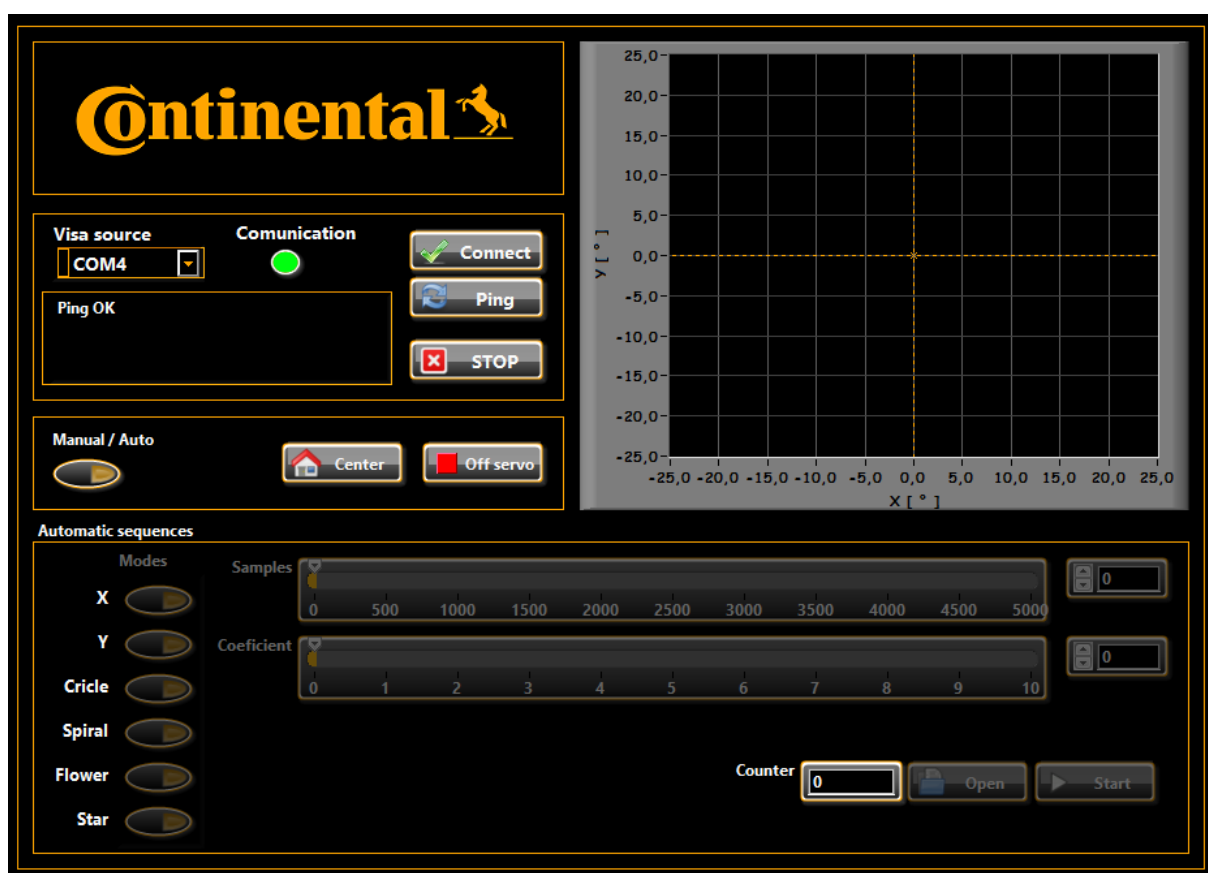 Continental
Visa source
Comunication
COM4
Connect
Ping OK
Ping
STOP
Manual / Auto
Center
Off servo
25,0
20,0
15,0
10,0
5,0
0,0
-5,0
-10,0
-15,0
-20,0
-25,0
Y [ ° ]
-25,0 -20,0 -15,0 -10,0 -5,0 0,0 5,0 10,0 15,0 20,0 25,0
X [ ° ]
Automatic sequences
Modes
X
Y
Cricle
Spiral
Flower
Star
Samples
0 500 1000 1500 2000 2500 3000 3500 4000 4500 5000
0
Coeficient
0 1 2 3 4 5 6 7 8 9 10
0
Counter
0
Open
Start